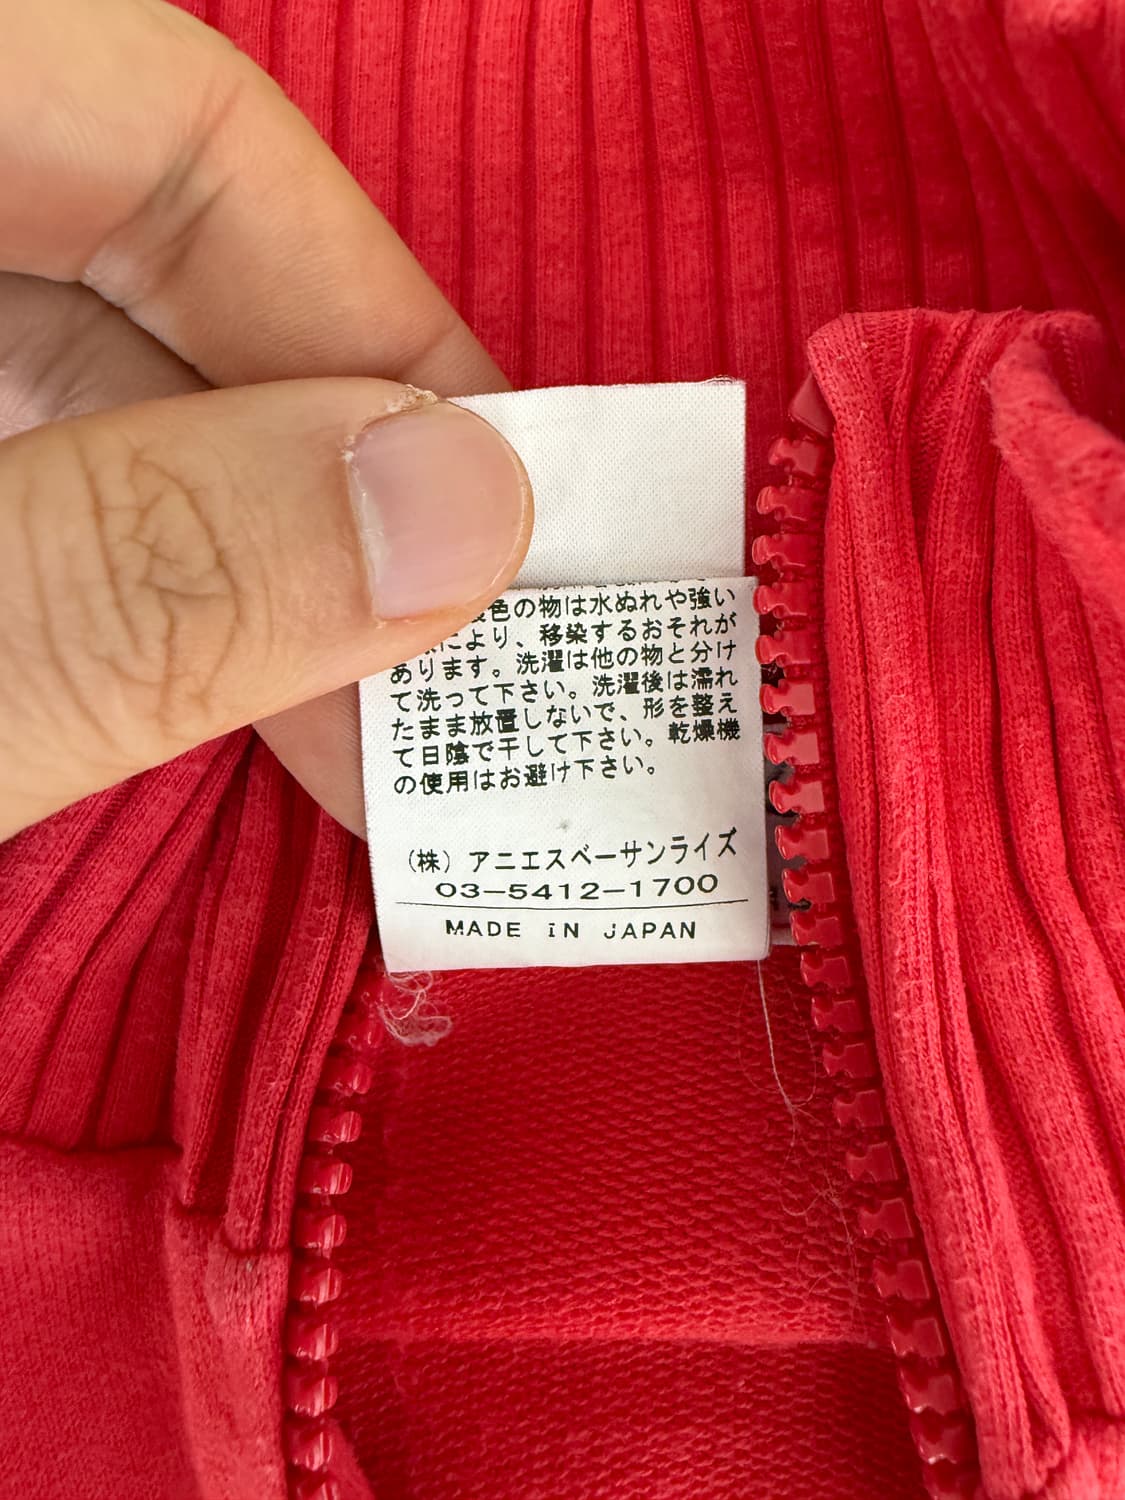 色の物は水ぬれや強い
により、移染するおそれが
あります。洗濯は他の物と分け
て洗って下さい。洗濯後は濡れ
たまま放置しないで、形を整え
て日陰で干して下さい。乾燥機
の使用はお避け下さい。
（株）アニエスベーサンライズ
03-5412-1700
MADE iN JAPAN